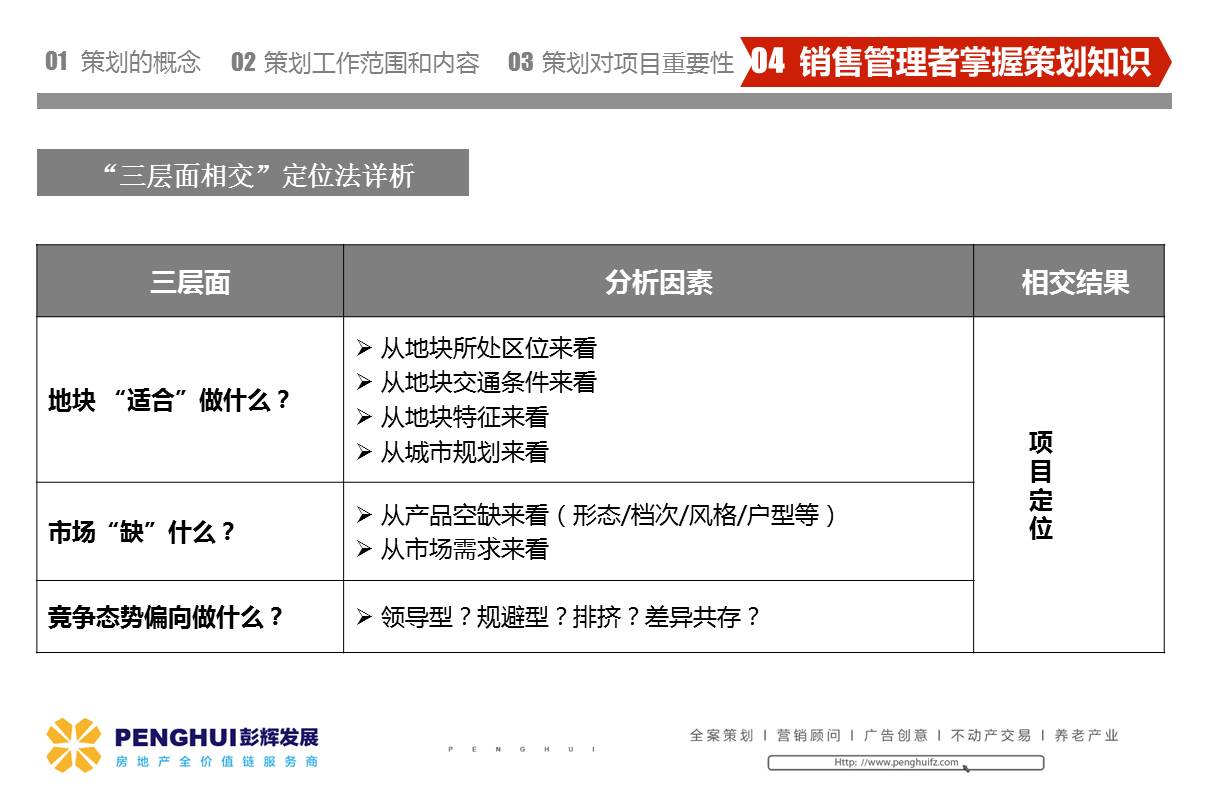 01 策划的概念 02 策划工作范围和内容 03 策划对项目重要性 04 销售管理者掌握策划知识
“三层面相交”定位法详析
三层面 分析因素 相交结果
地块 “适合”做什么？
➢ 从地块所处区位来看
➢ 从地块交通条件来看
➢ 从地块特征来看
➢ 从城市规划来看
市场“缺”什么？
➢ 从产品空缺来看（形态/档次/风格/户型等）
➢ 从市场需求来看
竞争态势偏向做什么？
➢ 领导型？规避型？排挤？差异共存？
项
目
定
位
PENGHUI彭辉发展
房地产全价值链服务商
PENGHUI
全案策划 I 营销顾问 I 广告创意 I 不动产交易 I 养老产业
Http: //www.penghuifz.com